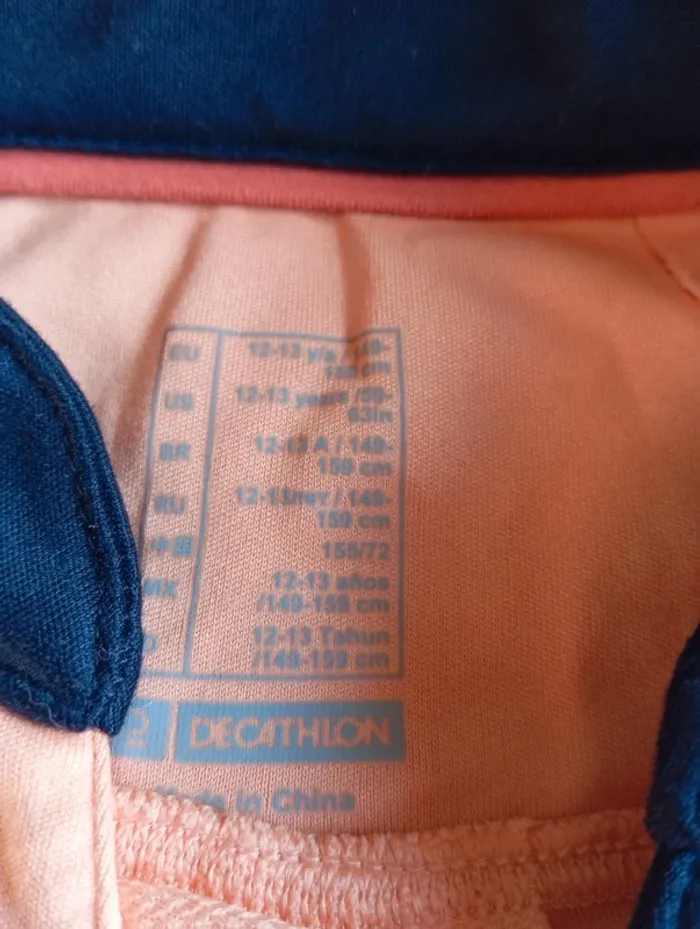 EU 12-13 y/a / 149-
159 cm
US 12-13 years /59-
63in
BR 12-13 A / 149-
159 cm
RU 12-13лет / 149-
159 cm
中国 155/72
MX 12-13 años
/149-159 cm
D 12-13 Tahun
/149-159 cm
DECATHLON
Made in China